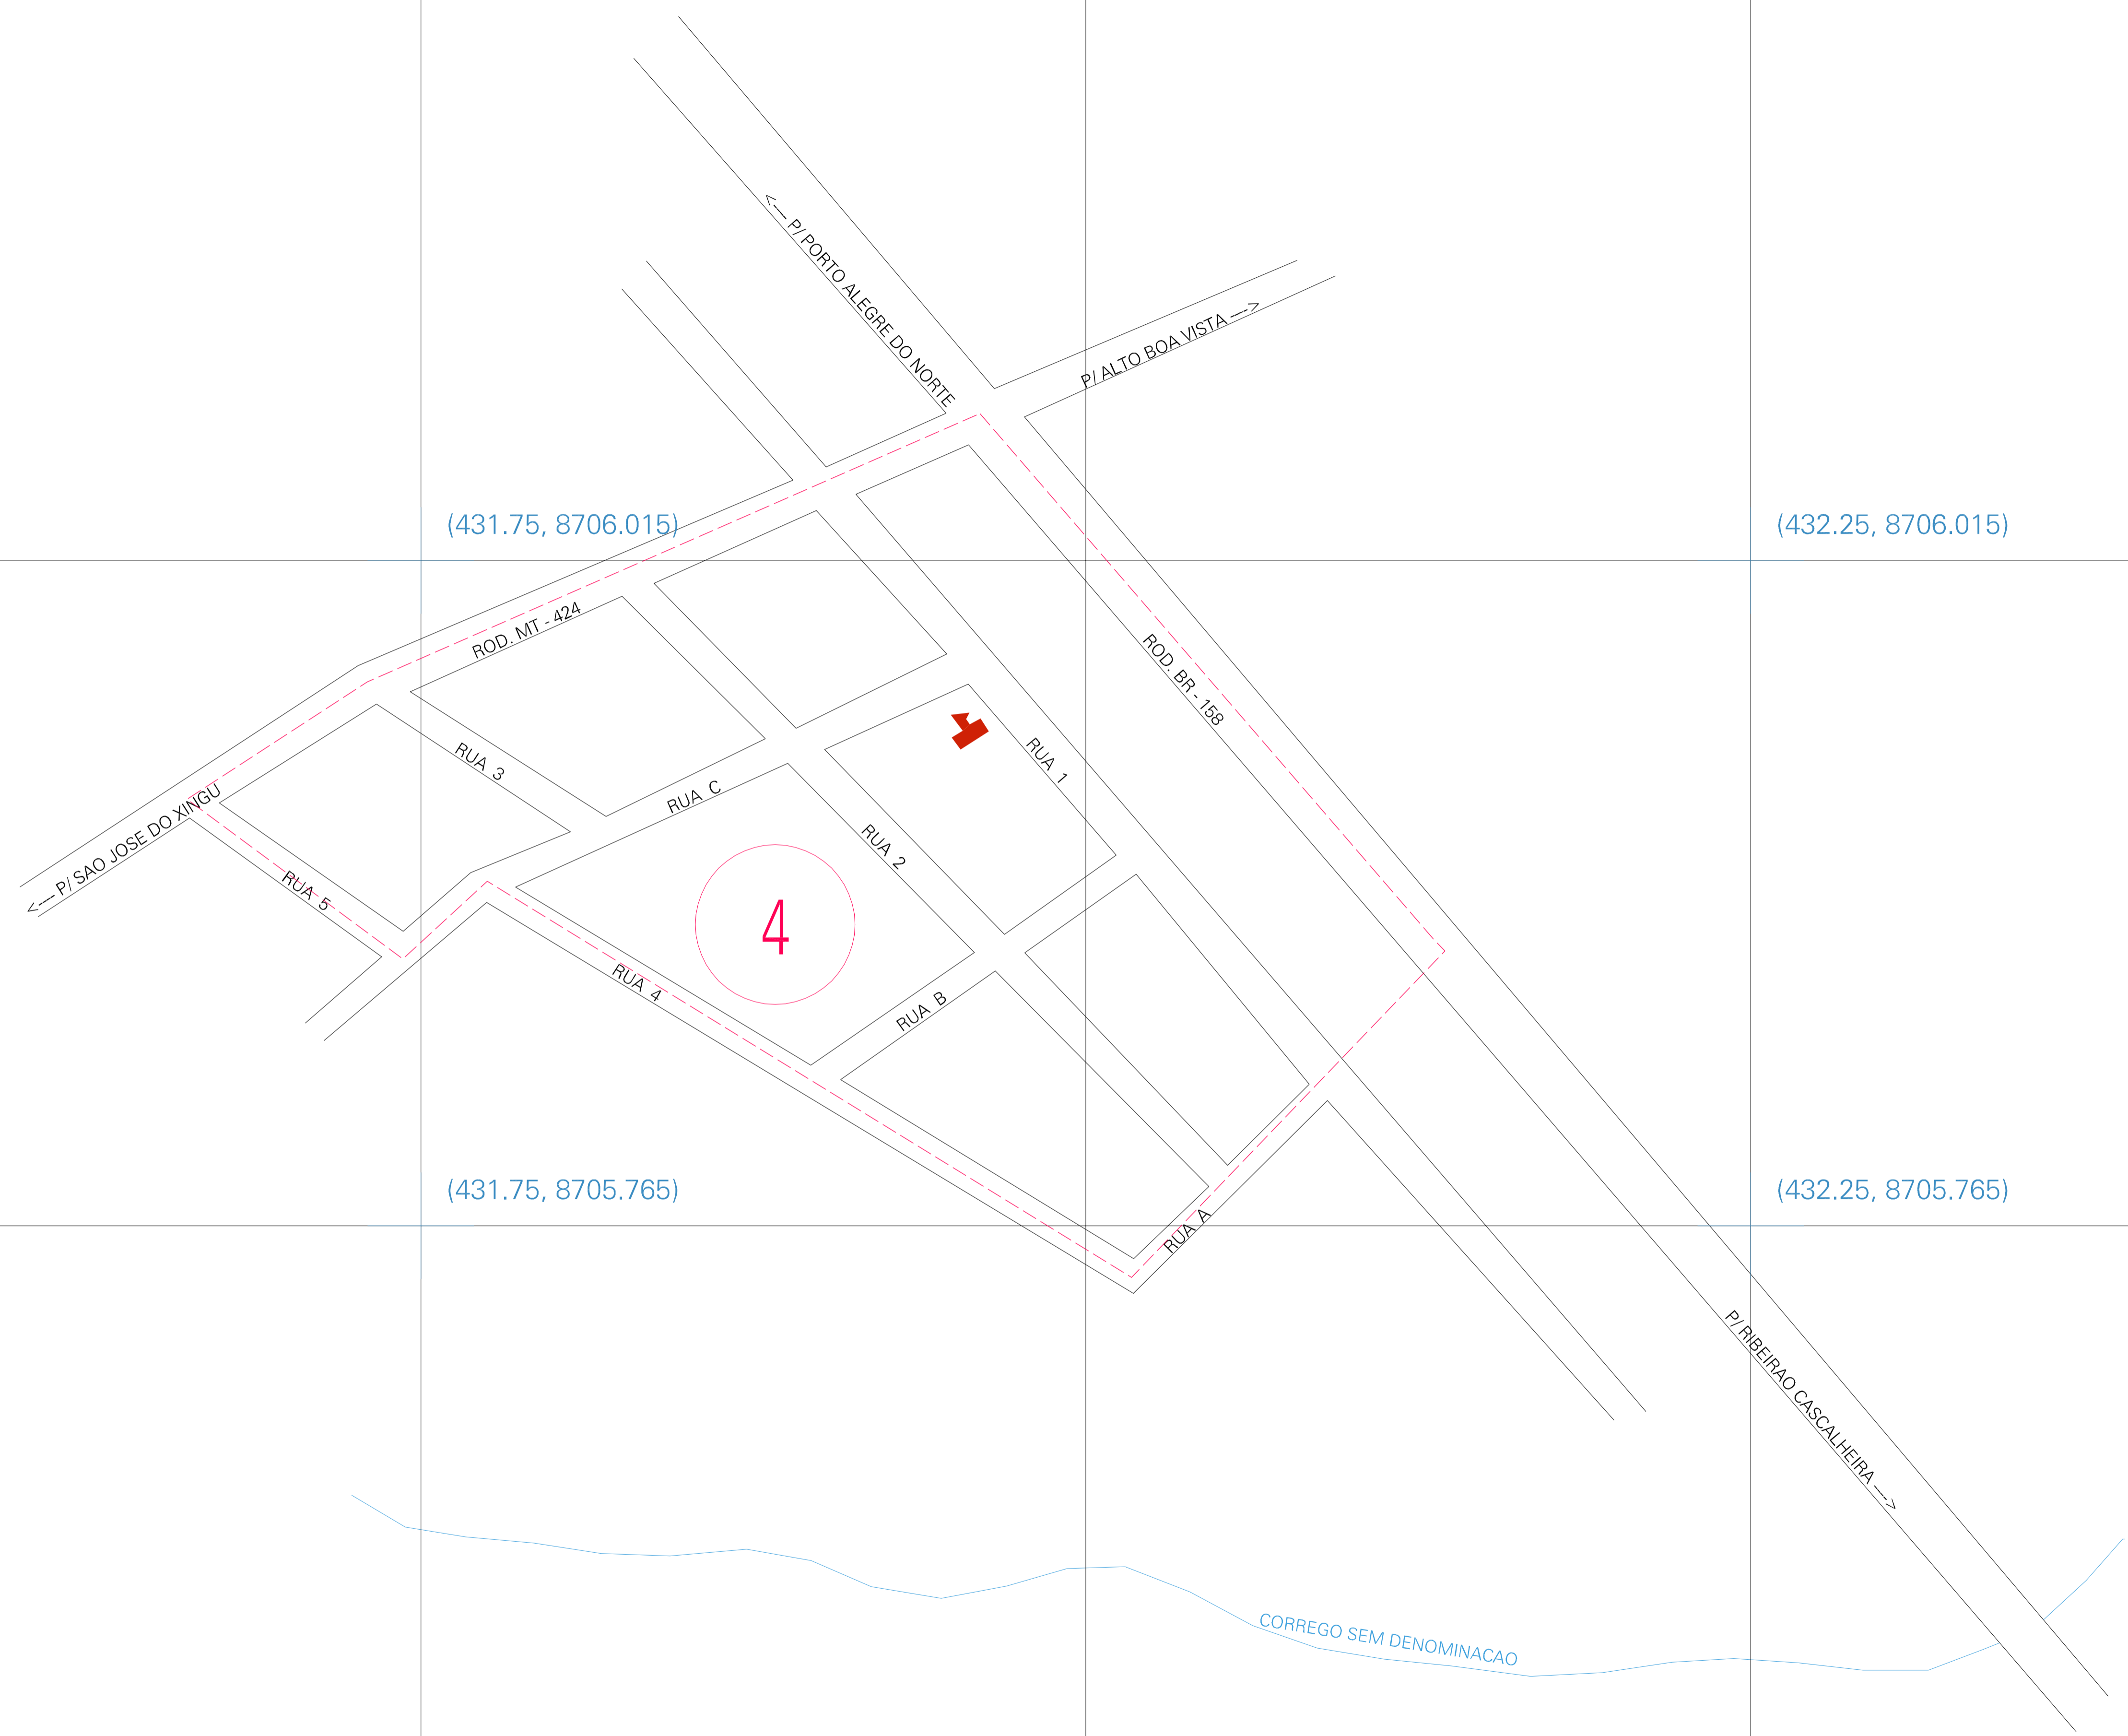 <---- P/ PORTO ALEGRE DO NORTE
P/ ALTO BOA VISTA ---->
(431.75, 8706.015)
(432.25, 8706.015)
ROD. MT - 424
ROD. BR - 158
RUA 3
RUA 1
RUA C
<---- P/ SAO JOSE DO XINGU
RUA 2
RUA 5
4
RUA 4
RUA B
(431.75, 8705.765)
(432.25, 8705.765)
RUA A
P/ RIBEIRAO CASCALHEIRA ---->
CORREGO SEM DENOMINACAO